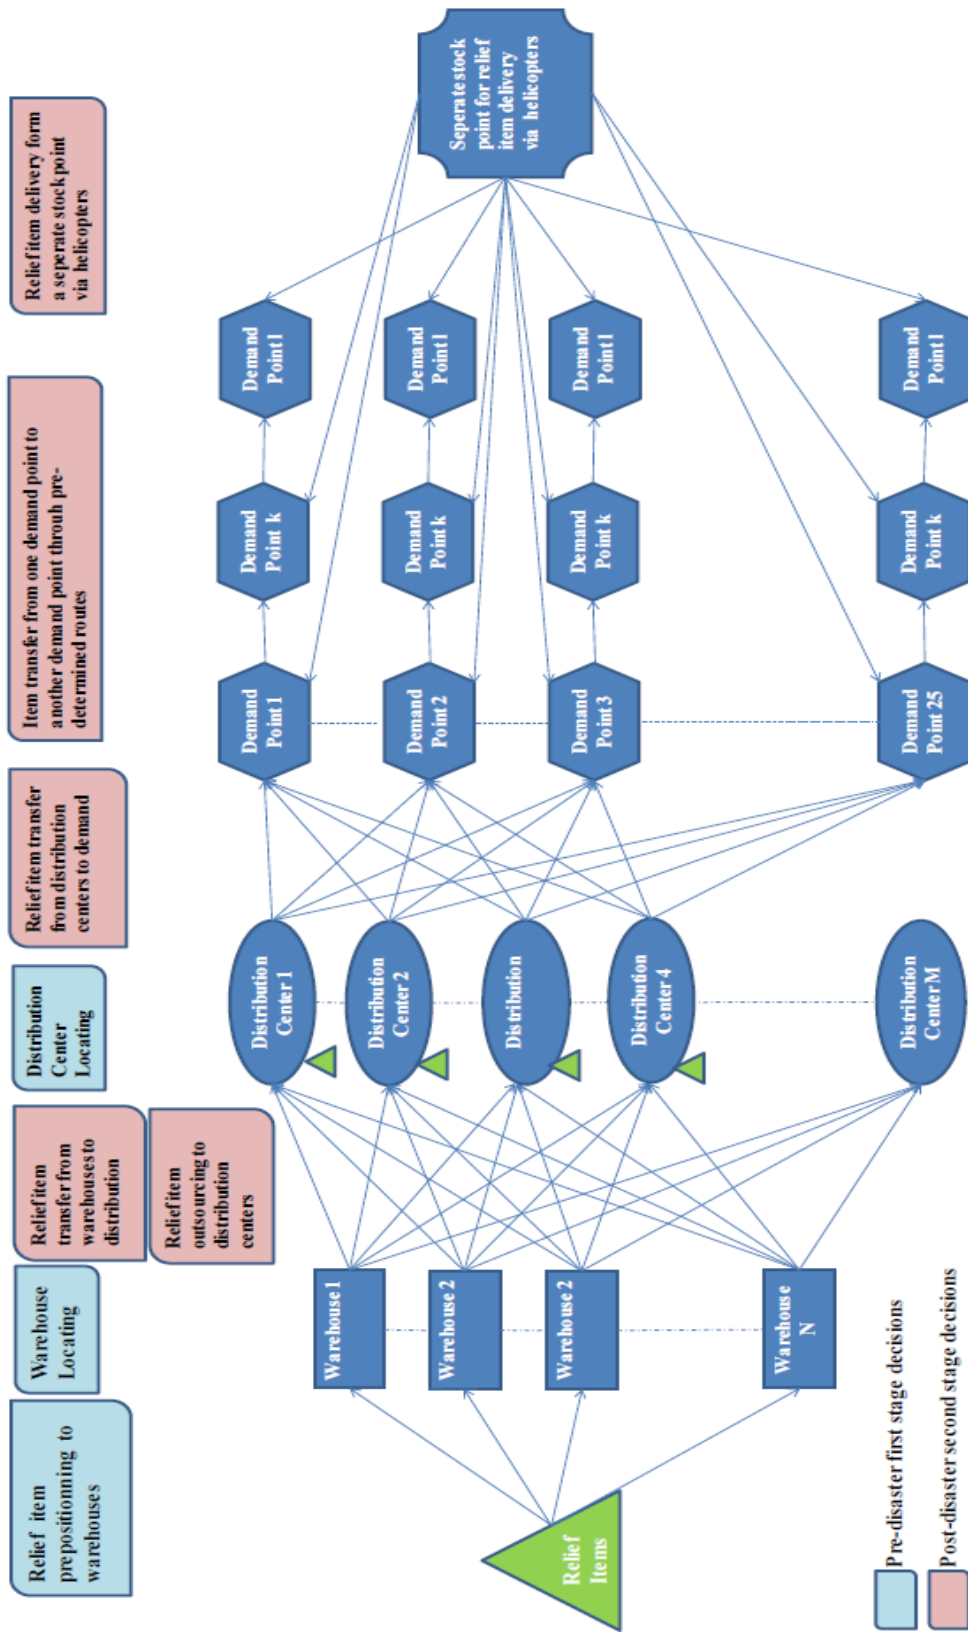 Relief item
prepositionning to
warehouses
Warehouse
Locating
Relief item
transfer from
warehouses to
distribution
Relief item
outsourcing to
distribution
centers
Distribution
Center
Locating
Relief item transfer
from distribution
centers to demand
Item transfer from one demand point to
another demand point throuh pre-
determined routes
Relief item delivery form
a seperate stock point
via helicopters
Relief
Items
Warehouse 1
Warehouse 2
Warehouse 2
Warehouse
N
Distribution
Center 1
Distribution
Center 2
Distribution
Distribution
Center 4
Distribution
Center M
Demand
Point 1
Demand
Point k
Demand
Point l
Demand
Point 2
Demand
Point k
Demand
Point l
Demand
Point 3
Demand
Point k
Demand
Point l
Demand
Point 25
Demand
Point k
Demand
Point l
Seperate stock
point for relief
item delivery
via helicopters
Pre-disaster first stage decisions
Post-disaster second stage decisions